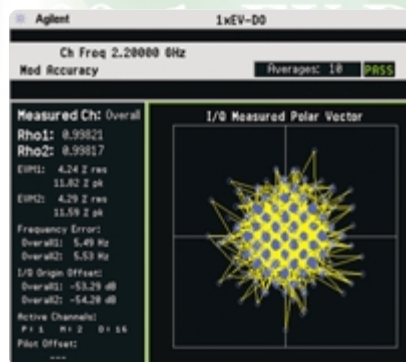 Agilent
1xEV-DO
Ch Freq 2.20000 GHz
Mod Accuracy
Averages: 10
PASS
Measured Ch: Overall
Rho1: 0.99821
Rho2: 0.99817
EVM1: 4.24 % rms
11.82 % pk
EVM2: 4.29 % rms
11.59 % pk
Frequency Error:
Overall1: 5.49 Hz
Overall2: 5.53 Hz
I/Q Origin Offset:
Overall1: -53.29 dB
Overall2: -54.20 dB
Active Channels:
P: 1 M: 2 D: 16
Pilot Offset:
---
I/Q Measured Polar Vector